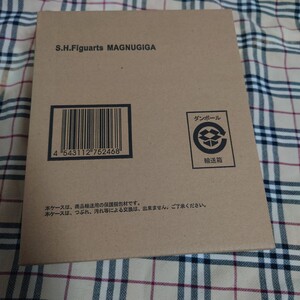 S.H.Figuarts MAGNUGIGA
4 543112 752468
ダンボール
輸送箱
本ケースは、商品輸送用の保護梱包材です。
本ケースは、つぶれ、汚れ等による交換は、出来ません。ご了承ください。